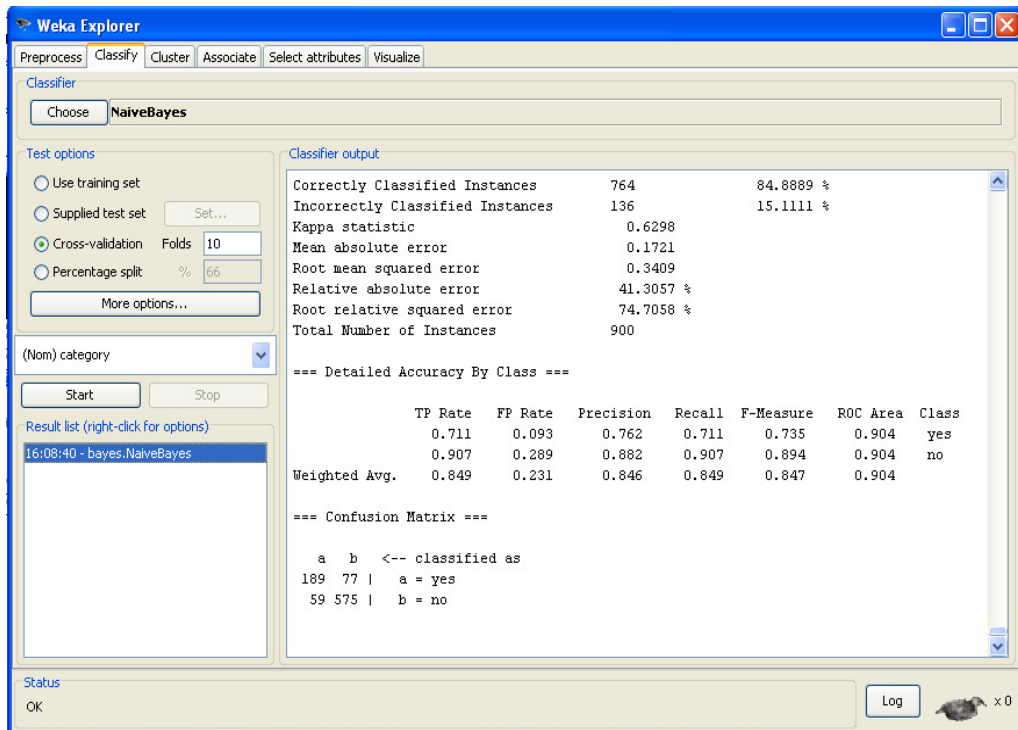 Weka Explorer
Preprocess Classify Cluster Associate Select attributes Visualize
Classifier
Choose NaiveBayes
Test options
Use training set
Supplied test set Set...
Cross-validation Folds 10
Percentage split % 66
More options...
(Nom) category
Start Stop
Result list (right-click for options)
16:08:40 - bayes.NaiveBayes
Classifier output
Correctly Classified Instances 764 84.8889 %
Incorrectly Classified Instances 136 15.1111 %
Kappa statistic 0.6298
Mean absolute error 0.1721
Root mean squared error 0.3409
Relative absolute error 41.3057 %
Root relative squared error 74.7058 %
Total Number of Instances 900
=== Detailed Accuracy By Class ===
TP Rate FP Rate Precision Recall F-Measure ROC Area Class
0.711 0.093 0.762 0.711 0.735 0.904 yes
0.907 0.289 0.882 0.907 0.894 0.904 no
Weighted Avg. 0.849 0.231 0.846 0.849 0.847 0.904
=== Confusion Matrix ===
a b <-- classified as
189 77 | a = yes
59 575 | b = no
Status
OK
Log
x 0